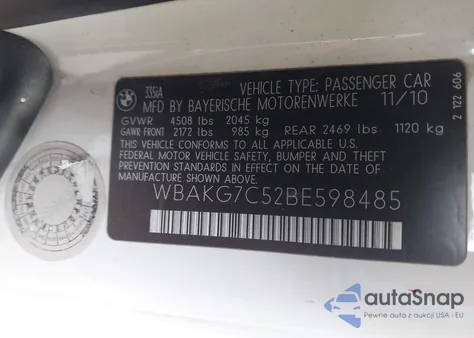 335iA
VEHICLE TYPE: PASSENGER CAR
MFD BY BAYERISCHE MOTORENWERKE 11/10
GVWR 4508 lbs 2045 kg
GAWR FRONT 2172 lbs 985 kg REAR 2469 lbs 1120 kg
THIS VEHICLE CONFORMS TO ALL APPLICABLE U.S.
FEDERAL MOTOR VEHICLE SAFETY, BUMPER AND THEFT
PREVENTION STANDARDS IN EFFECT ON THE DATE OF
MANUFACTURE SHOWN ABOVE.
WBAKG7C52BE598485
2 122 606
autaSnap
Pewne auta z aukcji USA i EU